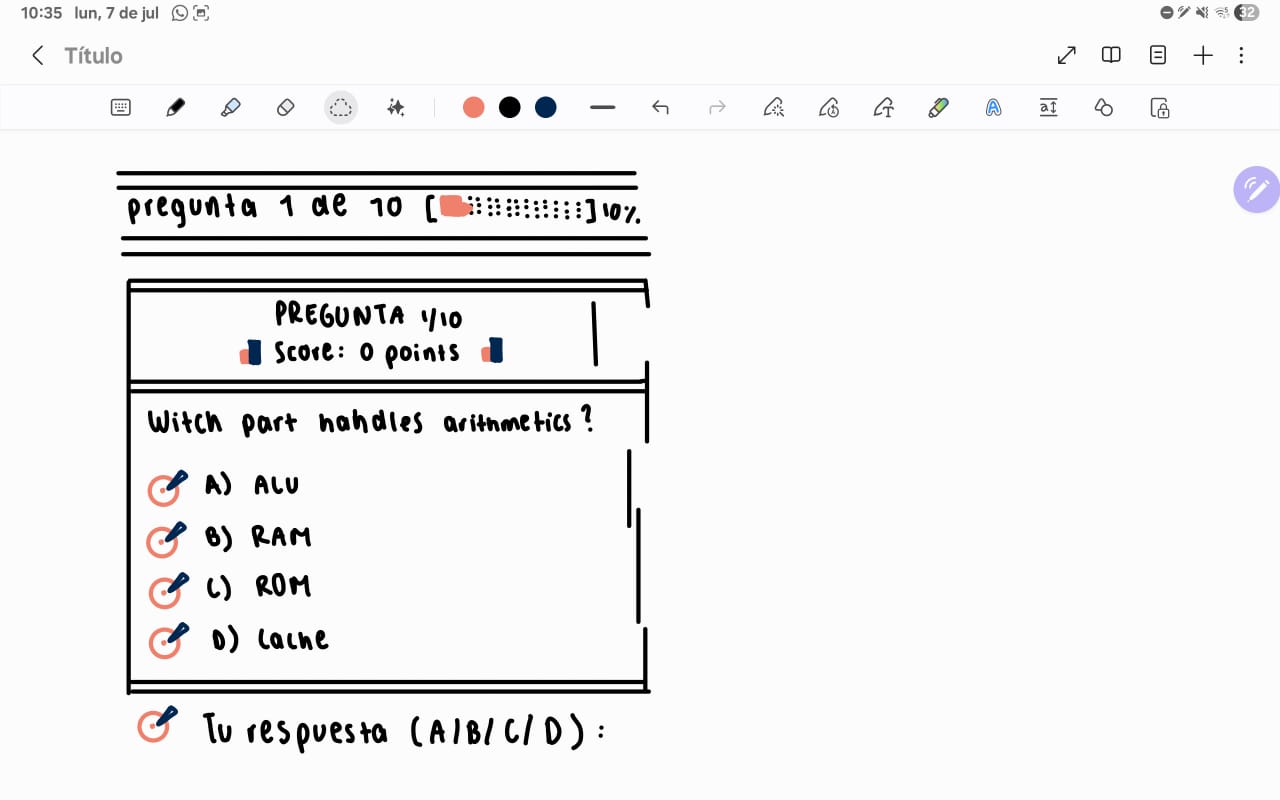 10:35 lun, 7 de jul 32
Título
pregunta 1 de 10 [ ] 10%
PREGUNTA 1/10
Score: 0 points
Witch part hahdles arithmetics?
A) ALU
B) RAM
C) ROM
D) Cache
Tu respuesta (A/B/C/D):